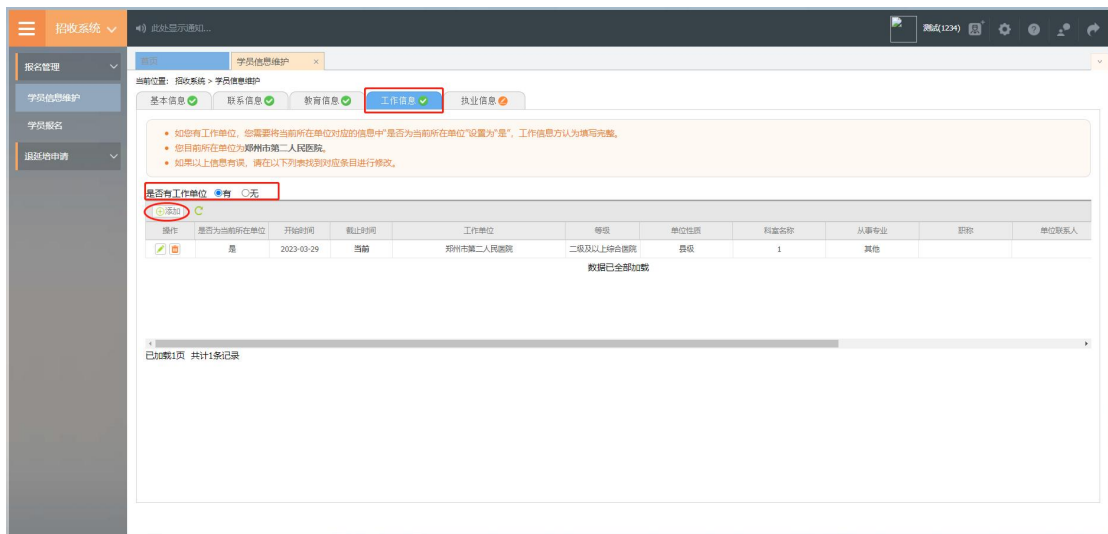 招收系统
此处显示通知...
测试(1234)
报名管理
学员信息维护
学员报名
退延培申请
首页
学员信息维护 ×
当前位置: 招收系统 > 学员信息维护
基本信息 联系信息 教育信息 工作信息 执业信息
如您有工作单位，您需要将当前所在单位对应的信息中"是否为当前所在单位"设置为"是"，工作信息方认为填写完整。
您目前所在单位为郑州市第二人民医院。
如果以上信息有误，请在以下列表找到对应条目进行修改。
是否有工作单位 有 无
添加
操作 是否为当前所在单位 开始时间 截止时间 工作单位 等级 单位性质 科室名称 从事专业 职称 单位联系人
是 2023-03-29 当前 郑州市第二人民医院 二级及以上综合医院 县级 1 其他
数据已全部加载
已加载1页 共计1条记录